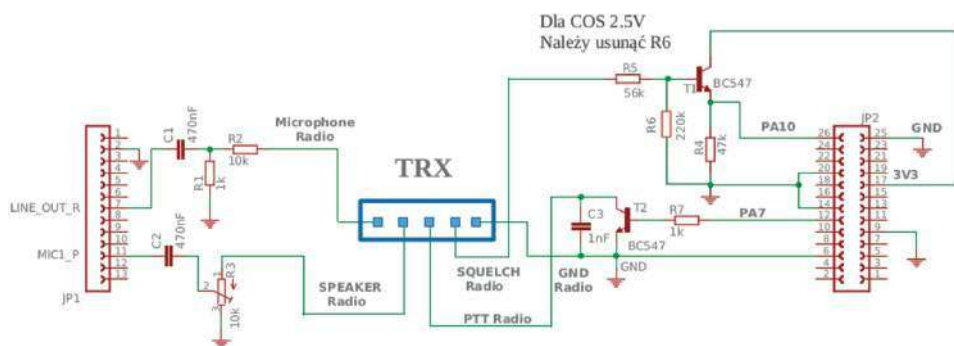 Dla COS 2.5V
Należy usunąć R6
R5
56k
T1
BC547
R6
220k
R4
47k
PA10
JP2
GND
3V3
26
24
22
20
18
16
14
12
10
8
6
4
2
25
23
21
19
17
15
13
11
9
7
5
3
1
C1
470nF
R2
10k
R1
1k
Microphone
Radio
TRX
1
2
3
4
5
6
7
8
9
10
11
12
13
LINE_OUT_R
MIC1_P
JP1
C2
470nF
R3
1
2
3
10k
SPEAKER
Radio
SQUELCH
Radio
PTT Radio
GND
Radio
C3
1nF
T2
BC547
GND
R7
1k
PA7